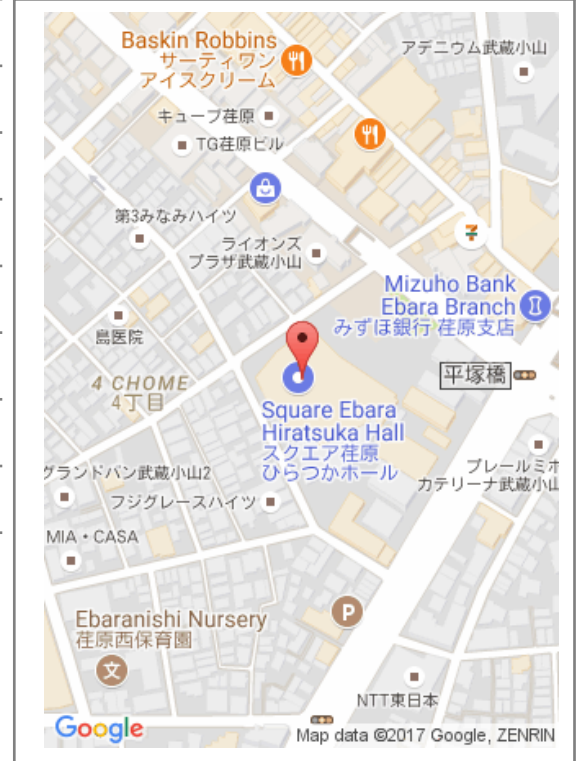 Baskin Robbins
サーティワン
アイスクリーム
アデニウム武蔵小山
キューブ荏原
TG荏原ビル
第3みなみハイツ
ライオンズ
プラザ武蔵小山
Mizuho Bank
Ebara Branch
みずほ銀行 荏原支店
島医院
平塚橋
4 CHOME
4丁目
Square Ebara
Hiratsuka Hall
スクエア荏原
ひらつかホール
グランドパン武蔵小山2
ブレールミホ
カテリーナ武蔵小山
フジグレースハイツ
MIA・CASA
Ebaranishi Nursery
荏原西保育園
P
文
NTT東日本
Google
Map data ©2017 Google, ZENRIN